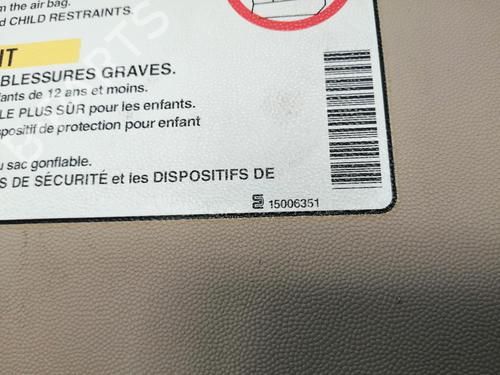 m the air bag.
d CHILD RESTRAINTS.
NT
BLESSURES GRAVES.
fants de 12 ans et moins.
LE PLUS SÛR pour les enfants.
spositif de protection pour enfant
u sac gonflable.
S DE SÉCURITÉ et les DISPOSITIFS DE
15006351